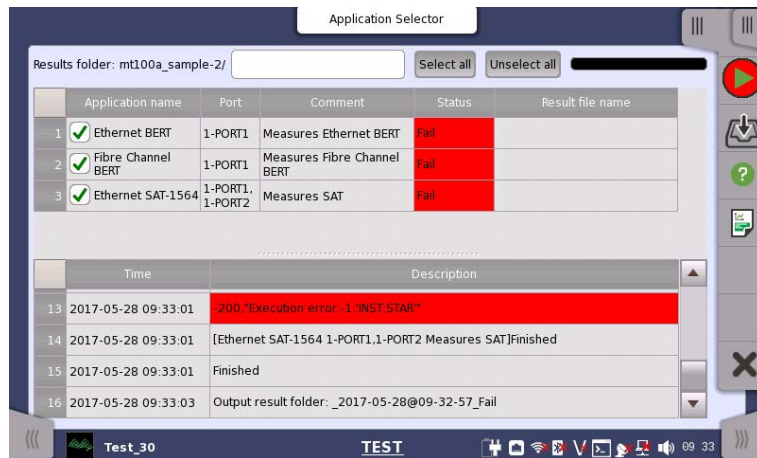 Application Selector
Results folder: mt100a_sample-2/
Select all
Unselect all
Application name Port Comment Status Result file name
1 Ethernet BERT 1-PORT1 Measures Ethernet BERT Fail
2 Fibre Channel BERT 1-PORT1 Measures Fibre Channel BERT Fail
3 Ethernet SAT-1564 1-PORT1, 1-PORT2 Measures SAT Fail
Time Description
13 2017-05-28 09:33:01 -200,"Execution error:-1,'INST:STAR'"
14 2017-05-28 09:33:01 [Ethernet SAT-1564 1-PORT1,1-PORT2 Measures SAT]Finished
15 2017-05-28 09:33:01 Finished
16 2017-05-28 09:33:03 Output result folder: _2017-05-28@09-32-57_Fail
Test_30 TEST 09 33